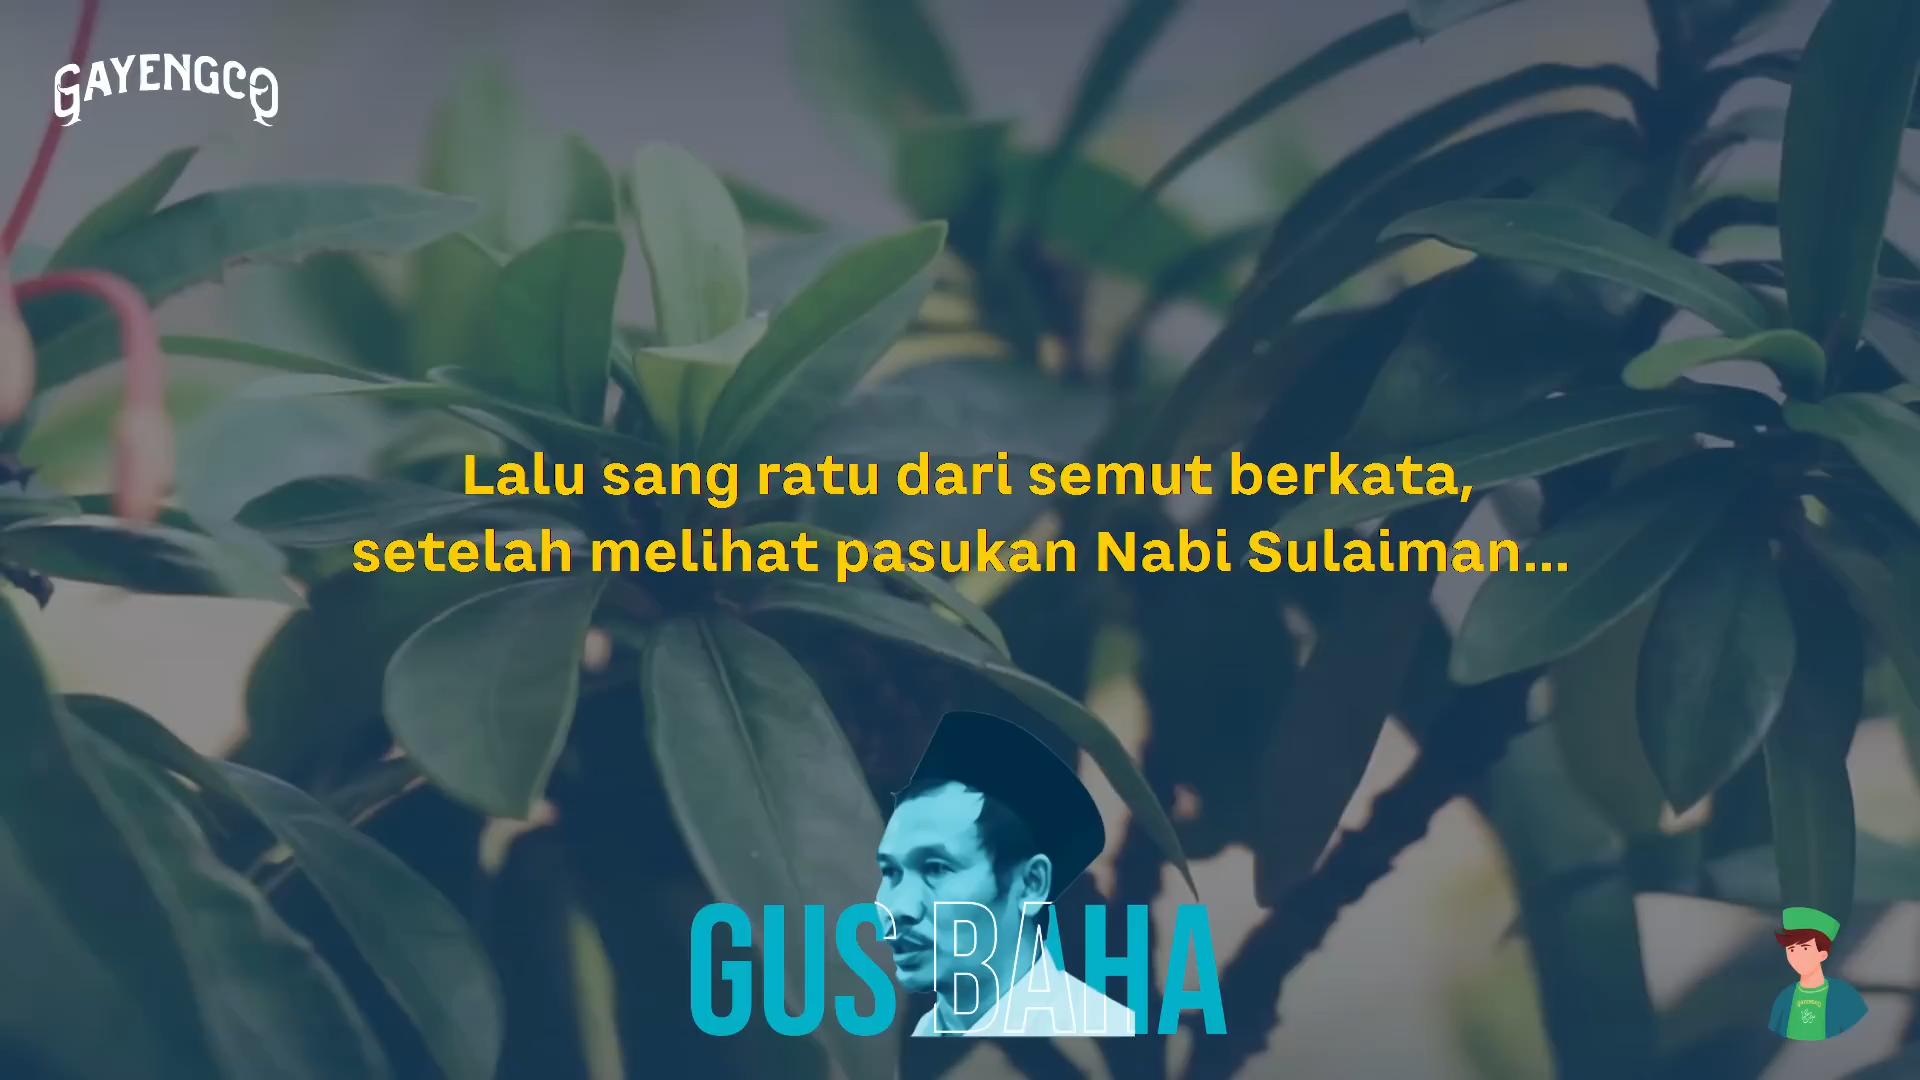 GAYENGCO
Lalu sang ratu dari semut berkata,
setelah melihat pasukan Nabi Sulaiman...
GUS BAHA